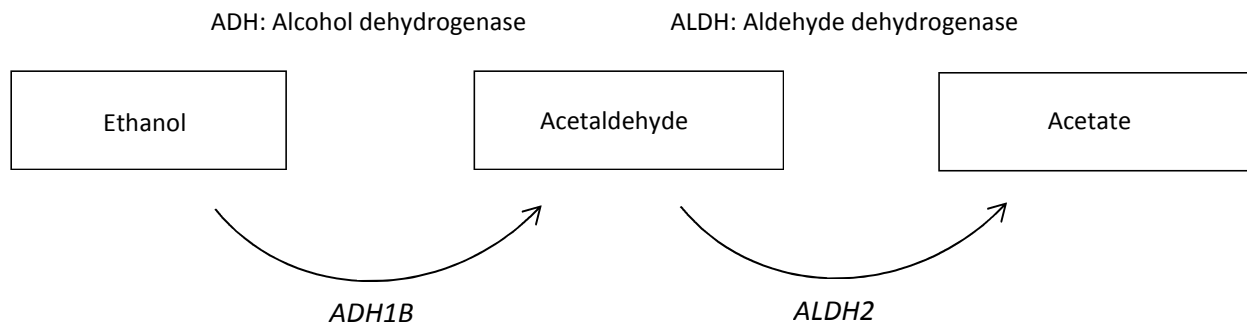 ADH: Alcohol dehydrogenase
ALDH: Aldehyde dehydrogenase
Ethanol
Acetaldehyde
Acetate
ADH1B
ALDH2